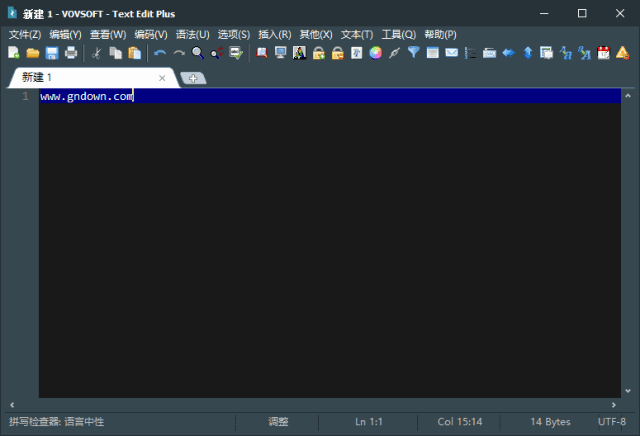 新建 1 - VOVSOFT - Text Edit Plus
文件(Z) 编辑(Y) 查看(W) 编码(V) 语法(U) 选项(S) 插入(R) 其他(X) 文本(T) 工具(Q) 帮助(P)
新建 1
1 www.gndown.com
拼写检查器: 语言中性 调整 Ln 1:1 Col 15:14 14 Bytes UTF-8